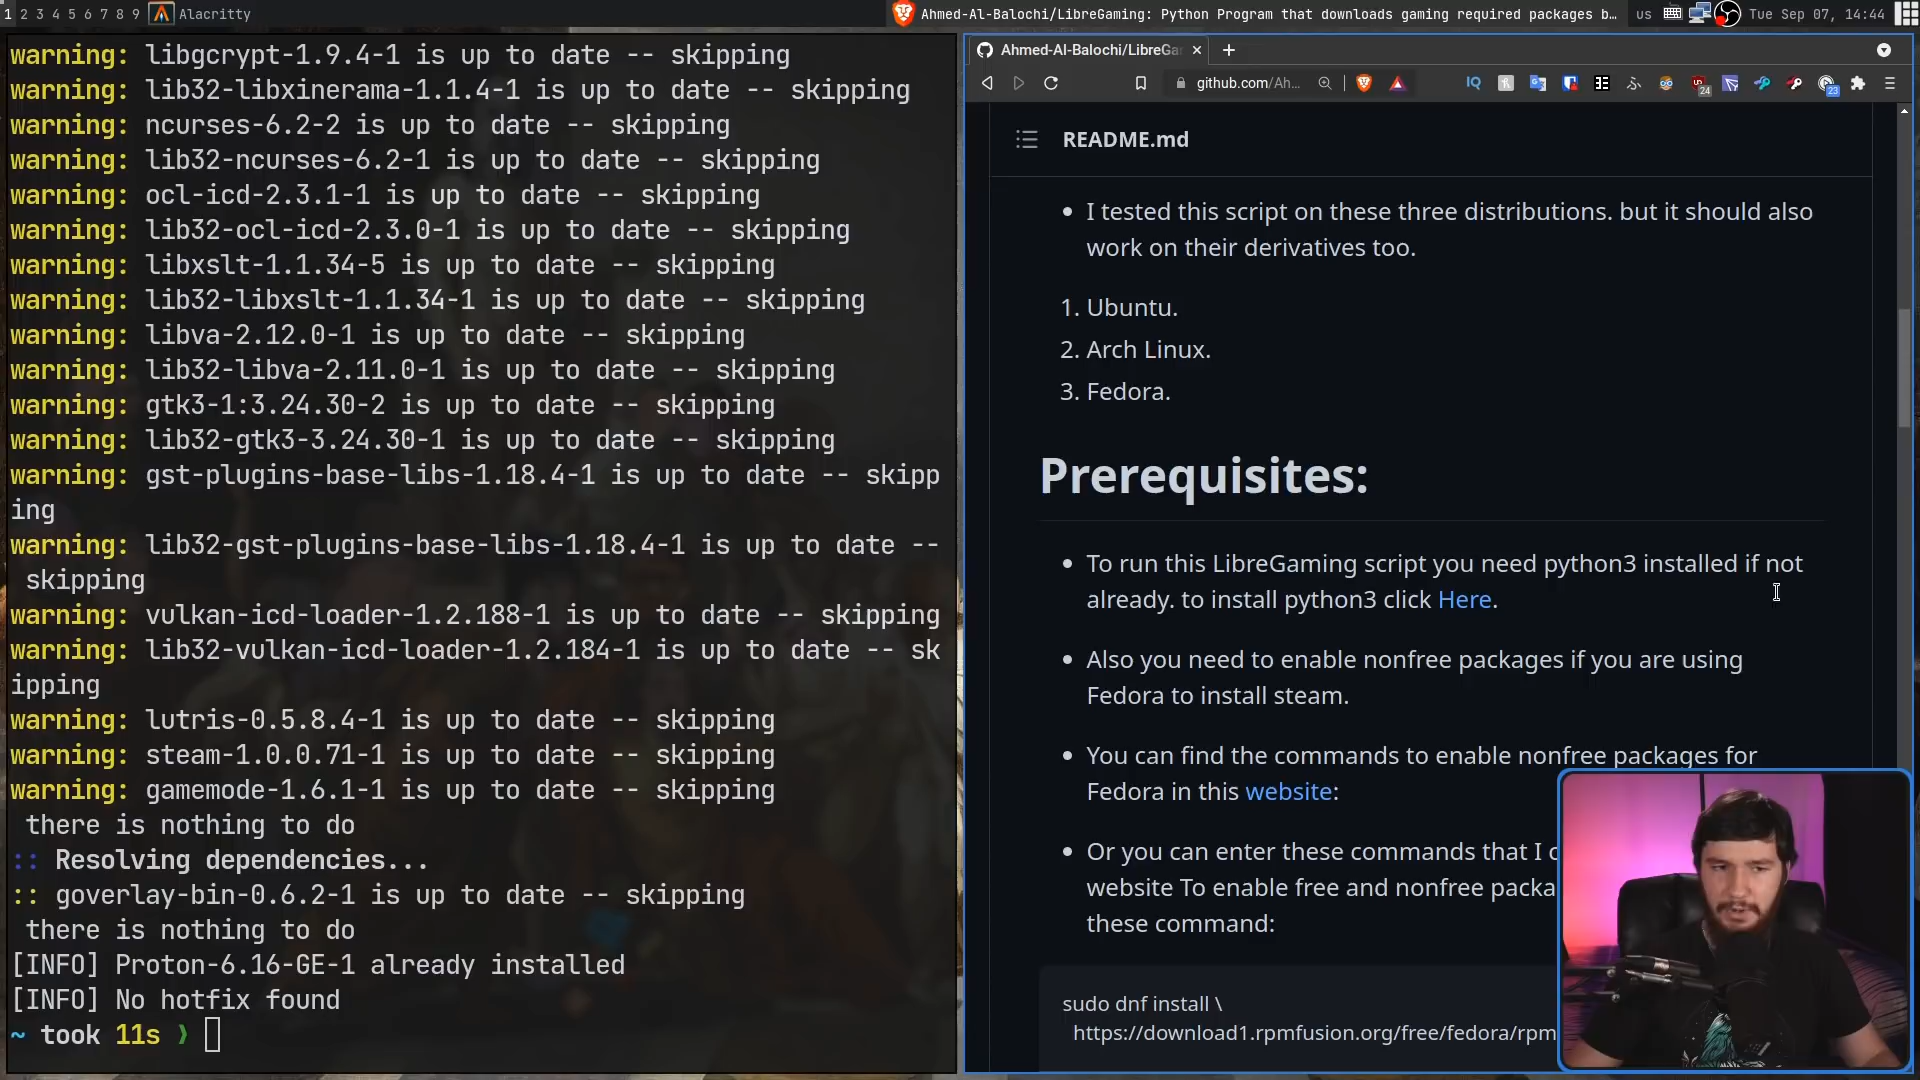 1 2 3 4 5 6 7 8 9 Alacritty
Ahmed-Al-Balochi/LibreGaming: Python Program that downloads gaming required packages b…
us Tue Sep 07, 14:44
warning: libgcrypt-1.9.4-1 is up to date -- skipping
warning: lib32-libxinerama-1.1.4-1 is up to date -- skipping
warning: ncurses-6.2-2 is up to date -- skipping
warning: lib32-ncurses-6.2-1 is up to date -- skipping
warning: ocl-icd-2.3.1-1 is up to date -- skipping
warning: lib32-ocl-icd-2.3.0-1 is up to date -- skipping
warning: libxslt-1.1.34-5 is up to date -- skipping
warning: lib32-libxslt-1.1.34-1 is up to date -- skipping
warning: libva-2.12.0-1 is up to date -- skipping
warning: lib32-libva-2.11.0-1 is up to date -- skipping
warning: gtk3-1:3.24.30-2 is up to date -- skipping
warning: lib32-gtk3-3.24.30-1 is up to date -- skipping
warning: gst-plugins-base-libs-1.18.4-1 is up to date -- skipp
ing
warning: lib32-gst-plugins-base-libs-1.18.4-1 is up to date --
skipping
warning: vulkan-icd-loader-1.2.188-1 is up to date -- skipping
warning: lib32-vulkan-icd-loader-1.2.184-1 is up to date -- sk
ipping
warning: lutris-0.5.8.4-1 is up to date -- skipping
warning: steam-1.0.0.71-1 is up to date -- skipping
warning: gamemode-1.6.1-1 is up to date -- skipping
there is nothing to do
:: Resolving dependencies...
:: goverlay-bin-0.6.2-1 is up to date -- skipping
there is nothing to do
[INFO] Proton-6.16-GE-1 already installed
[INFO] No hotfix found
~ took 11s ❯
Ahmed-Al-Balochi/LibreGa
github.com/Ah...
24
23
README.md
• I tested this script on these three distributions. but it should also
work on their derivatives too.
1. Ubuntu.
2. Arch Linux.
3. Fedora.
Prerequisites:
• To run this LibreGaming script you need python3 installed if not
already. to install python3 click Here.
• Also you need to enable nonfree packages if you are using
Fedora to install steam.
• You can find the commands to enable nonfree packages for
Fedora in this website:
• Or you can enter these commands that I c
website To enable free and nonfree packa
these command:
sudo dnf install \
https://download1.rpmfusion.org/free/fedora/rpm